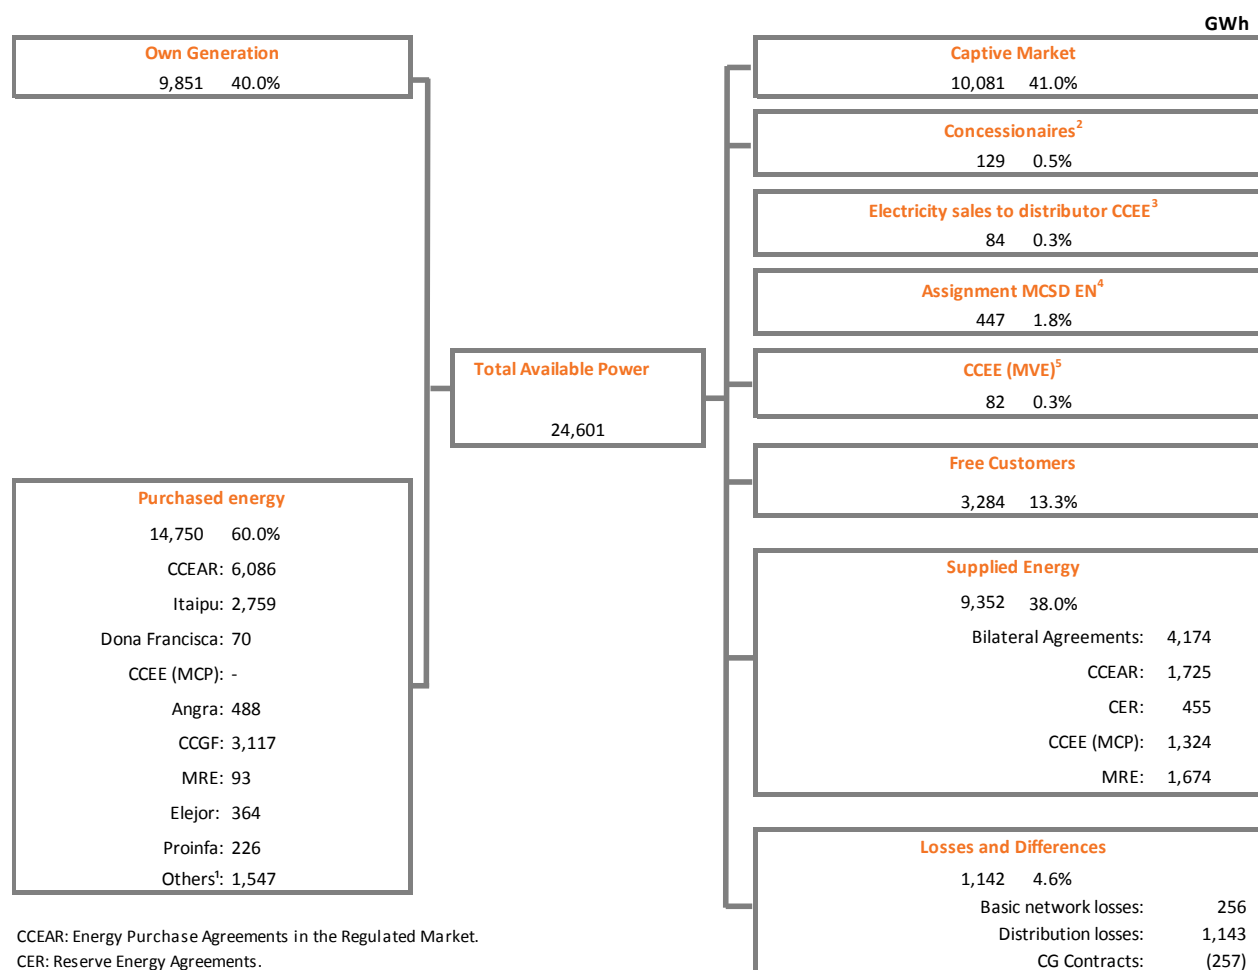 GWh
Own Generation
9,851 40.0%
Purchased energy
14,750 60.0%
CCEAR: 6,086
Itaipu: 2,759
Dona Francisca: 70
CCEE (MCP): -
Angra: 488
CCGF: 3,117
MRE: 93
Elejor: 364
Proinfa: 226
Others¹: 1,547
Total Available Power
24,601
Captive Market
10,081 41.0%
Concessionaires²
129 0.5%
Electricity sales to distributor CCEE³
84 0.3%
Assignment MCSD EN⁴
447 1.8%
CCEE (MVE)⁵
82 0.3%
Free Customers
3,284 13.3%
Supplied Energy
9,352 38.0%
Bilateral Agreements: 4,174
CCEAR: 1,725
CER: 455
CCEE (MCP): 1,324
MRE: 1,674
Losses and Differences
1,142 4.6%
Basic network losses: 256
Distribution losses: 1,143
CG Contracts: (257)
CCEAR: Energy Purchase Agreements in the Regulated Market.
CER: Reserve Energy Agreements.